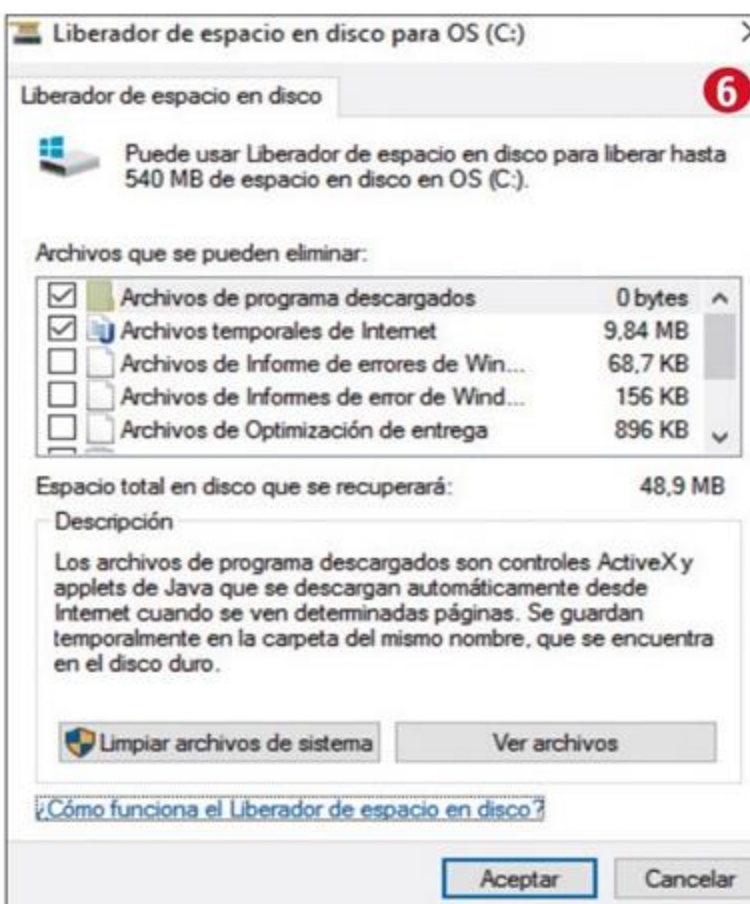 Liberador de espacio en disco para OS (C:)
Liberador de espacio en disco
6
Puede usar Liberador de espacio en disco para liberar hasta
540 MB de espacio en disco en OS (C:).
Archivos que se pueden eliminar:
Archivos de programa descargados 0 bytes
Archivos temporales de Internet 9,84 MB
Archivos de Informe de errores de Win... 68,7 KB
Archivos de Informes de error de Wind... 156 KB
Archivos de Optimización de entrega 896 KB
Espacio total en disco que se recuperará: 48,9 MB
Descripción
Los archivos de programa descargados son controles ActiveX y
applets de Java que se descargan automáticamente desde
Internet cuando se ven determinadas páginas. Se guardan
temporalmente en la carpeta del mismo nombre, que se encuentra
en el disco duro.
Limpiar archivos de sistema Ver archivos
¿Cómo funciona el Liberador de espacio en disco?
Aceptar Cancelar